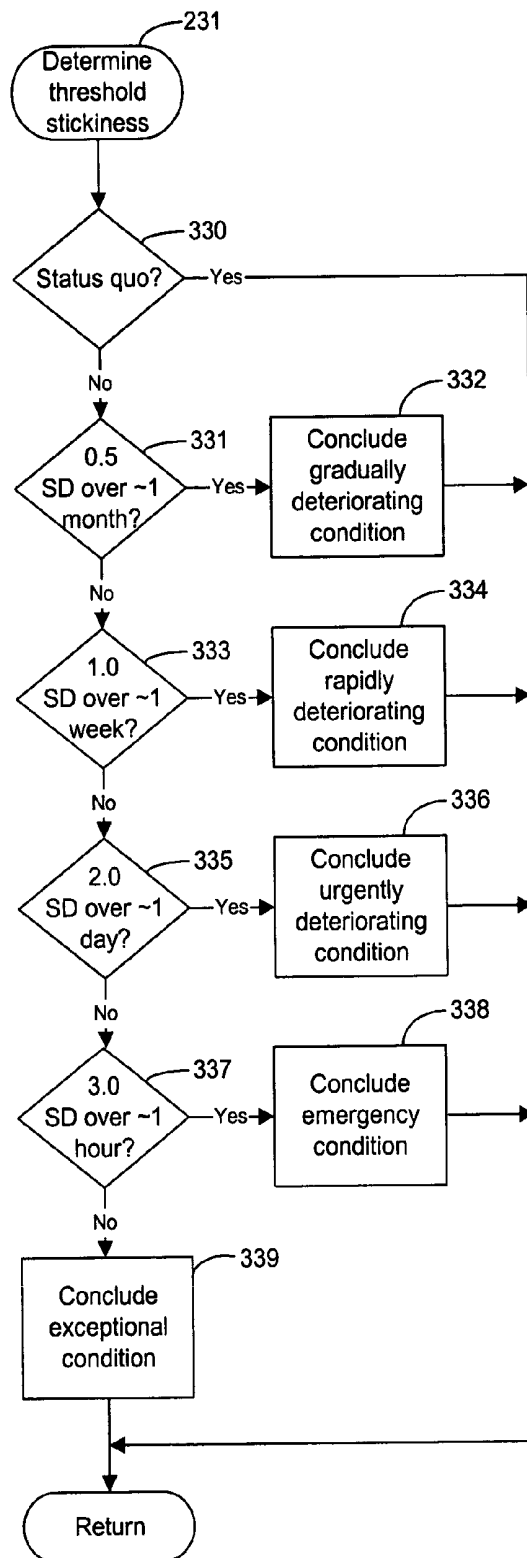 231
Determine
threshold
stickiness
330
Status quo?
Yes
No
331
0.5
SD over ~1
month?
Yes
332
Conclude
gradually
deteriorating
condition
No
333
1.0
SD over ~1
week?
Yes
334
Conclude
rapidly
deteriorating
condition
No
335
2.0
SD over ~1
day?
Yes
336
Conclude
urgently
deteriorating
condition
No
337
3.0
SD over ~1
hour?
Yes
338
Conclude
emergency
condition
No
339
Conclude
exceptional
condition
Return